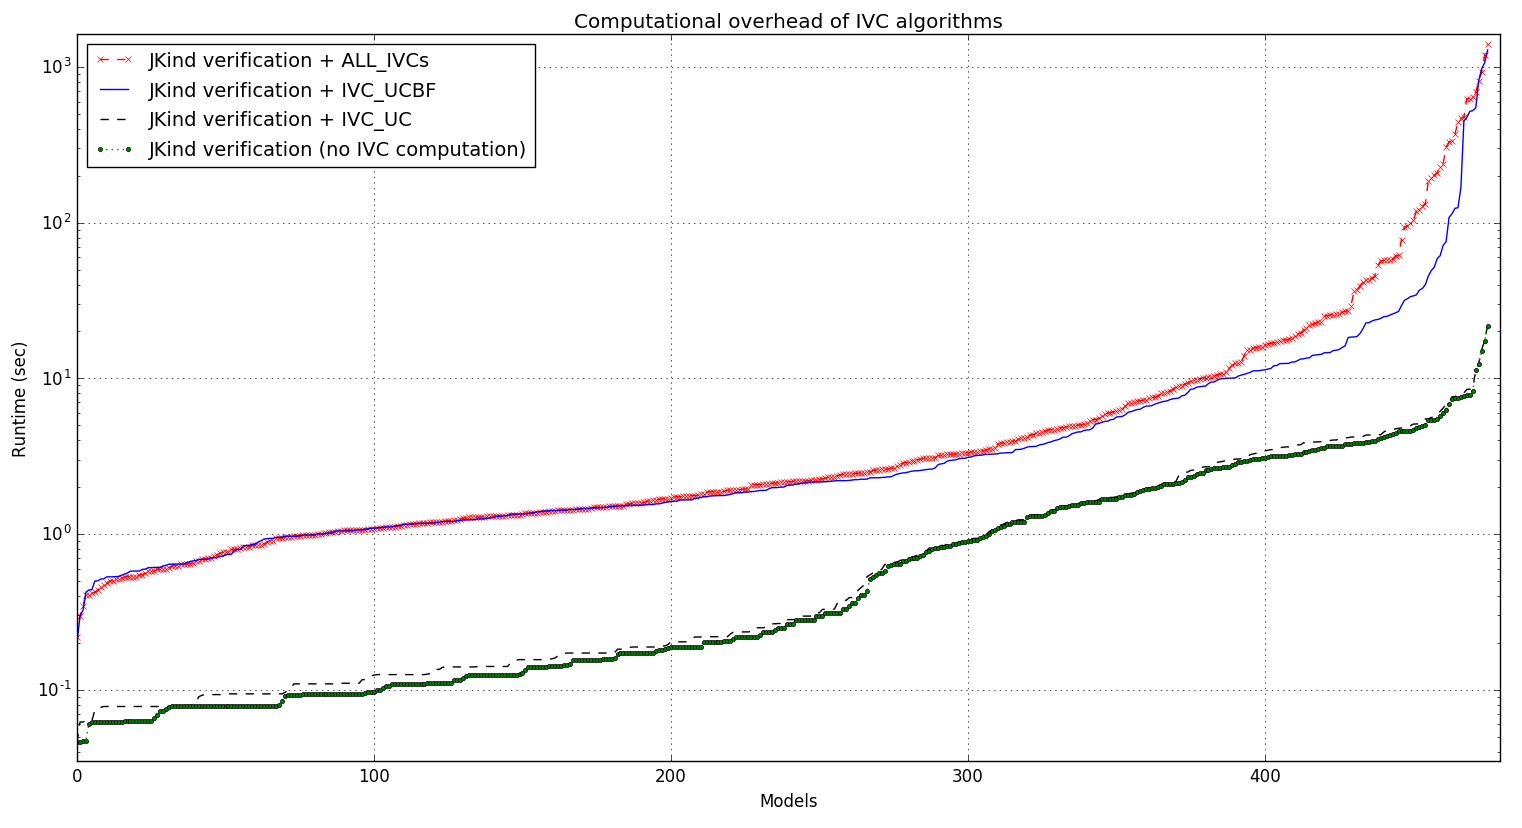 Computational overhead of IVC algorithms
JKind verification + ALL_IVCs
JKind verification + IVC_UCBF
JKind verification + IVC_UC
JKind verification (no IVC computation)
Runtime (sec)
10^3
10^2
10^1
10^0
10^-1
0 100 200 300 400
Models